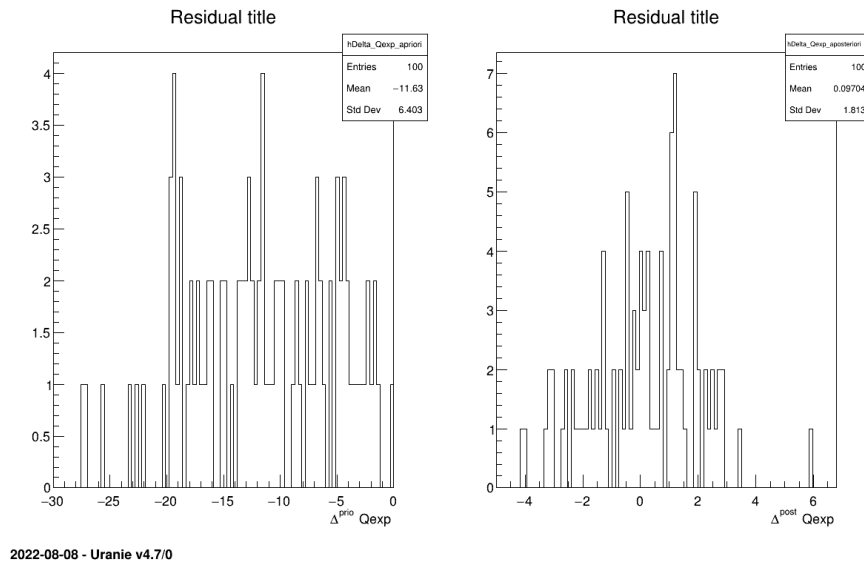 Residual title
hDelta_Qexp_apriori
Entries 100
Mean −11.63
Std Dev 6.403
4
3.5
3
2.5
2
1.5
1
0.5
0
−30 −25 −20 −15 −10 −5 0
Δprio Qexp
Residual title
hDelta_Qexp_aposteriori
Entries 100
Mean 0.09704
Std Dev 1.813
7
6
5
4
3
2
1
0
−4 −2 0 2 4 6
Δpost Qexp
2022-08-08 - Uranie v4.7/0